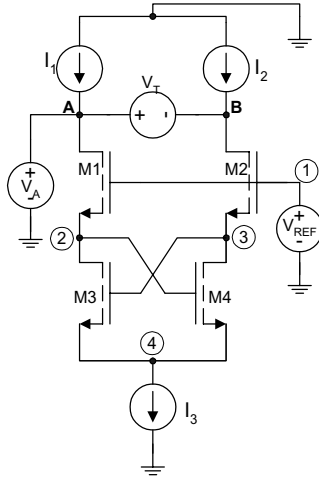 I1
I2
A
VT
B
+ -
+
VA
-
M1
M2
1
2
3
+
VREF
-
M3
M4
4
I3